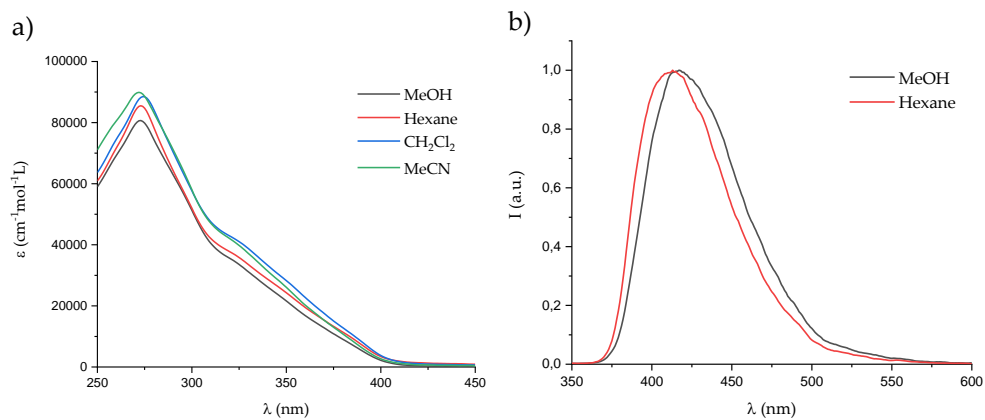 a)
100000
80000
60000
40000
20000
0
ε (cm⁻¹mol⁻¹L)
250
300
350
400
450
λ (nm)
MeOH
Hexane
CH₂Cl₂
MeCN
b)
1,0
0,8
0,6
0,4
0,2
0,0
I (a.u.)
350
400
450
500
550
600
λ (nm)
MeOH
Hexane